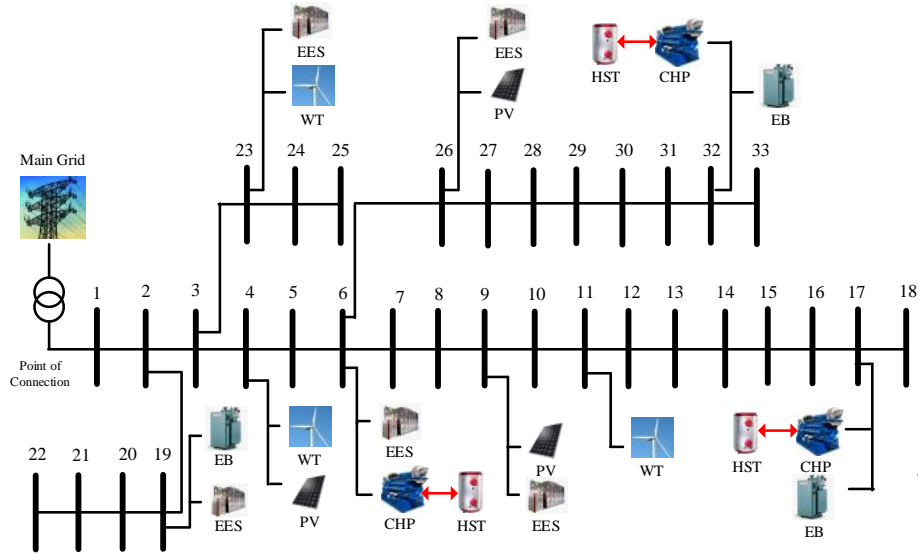 EES
EES
HST
CHP
WT
PV
EB
Main Grid
23
24
25
26
27
28
29
30
31
32
33
1
2
3
4
5
6
7
8
9
10
11
12
13
14
15
16
17
18
Point of
Connection
22
21
20
19
EB
EES
WT
PV
EES
CHP
HST
PV
EES
WT
HST
CHP
EB